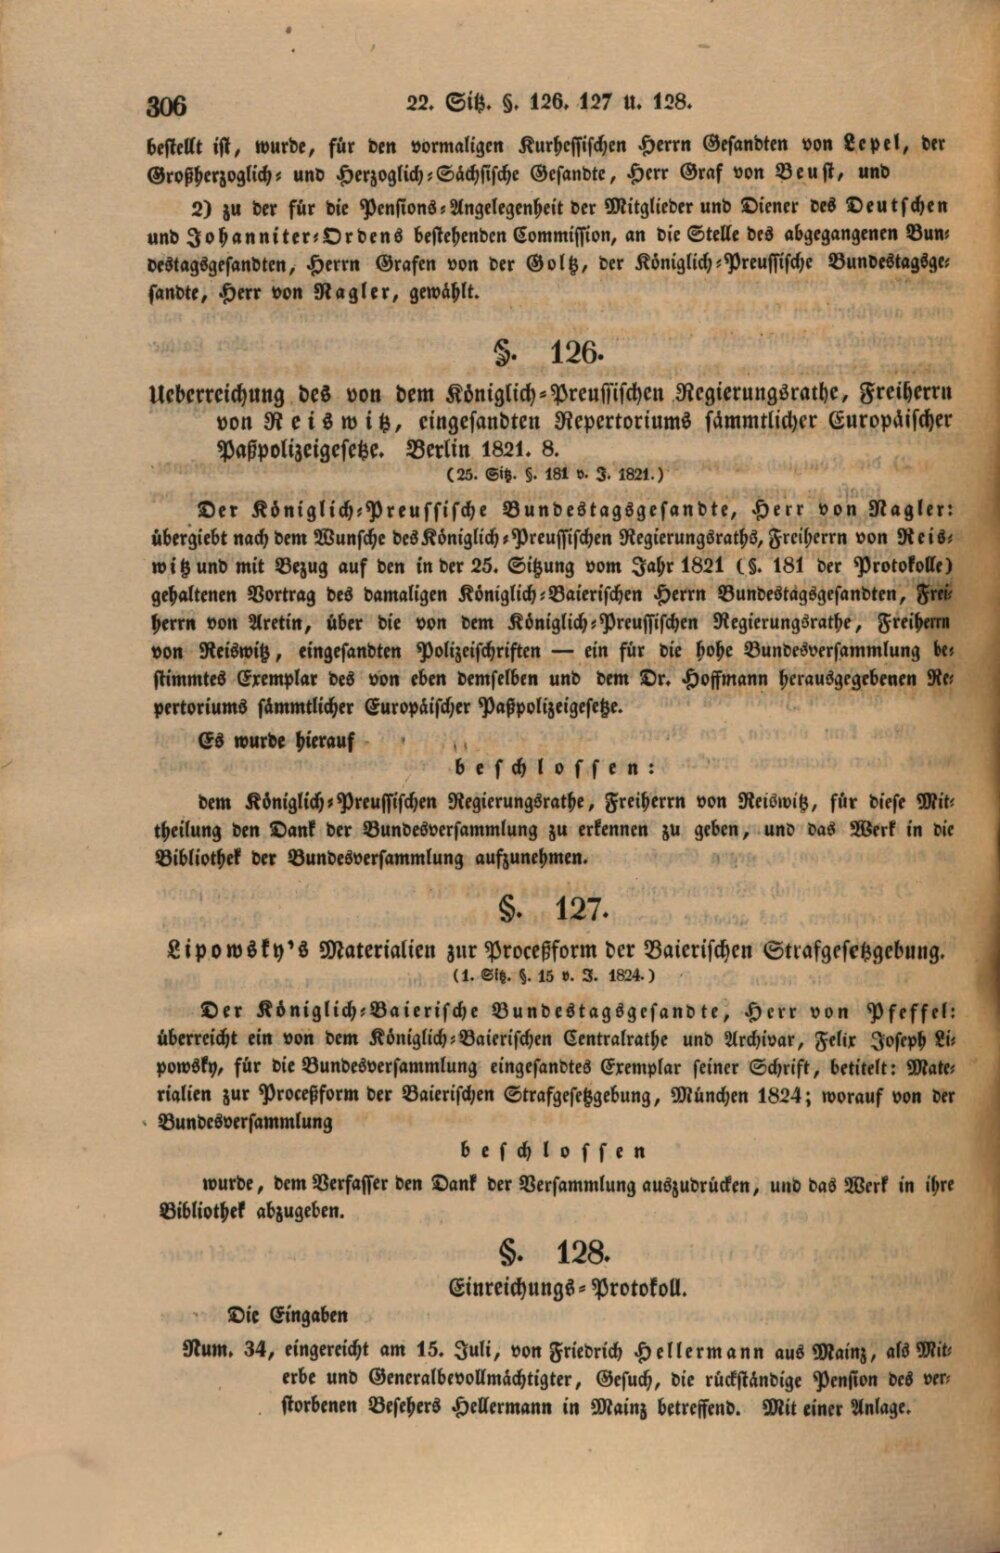 306 22. Sitz. §. 126. 127 u. 128.
bestellt ist, wurde, für den vormaligen Kurhessischen Herrn Gesandten von Lepel, der
Großherzoglich- und Herzoglich-Sächsische Gesandte, Herr Graf von Beust, und
2) zu der für die Pensions-Angelegenheit der Mitglieder und Diener des Deutschen
und Johanniter-Ordens bestehenden Commission, an die Stelle des abgegangenen Bun-
destagsgesandten, Herrn Grafen von der Goltz, der Königlich-Preussische Bundestagsge-
sandte, Herr von Nagler, gewählt.
§. 126.
Ueberreichung des von dem Königlich-Preussischen Regierungsrathe, Freiherrn
von Reiswitz, eingesandten Repertoriums sämmtlicher Europäischer
Paßpolizeigesetze. Berlin 1821. 8.
(25. Sitz. §. 181 v. J. 1821.)
Der Königlich-Preussische Bundestagsgesandte, Herr von Nagler:
übergiebt nach dem Wunsche des Königlich-Preussischen Regierungsraths, Freiherrn von Reis-
witz und mit Bezug auf den in der 25. Sitzung vom Jahr 1821 (§. 181 der Protokolle)
gehaltenen Vortrag des damaligen Königlich-Baierischen Herrn Bundestagsgesandten, Frei-
herrn von Aretin, über die von dem Königlich-Preussischen Regierungsrathe, Freiherrn
von Reiswitz, eingesandten Polizeischriften — ein für die hohe Bundesversammlung be-
stimmtes Exemplar des von eben demselben und dem Dr. Hoffmann herausgegebenen Re-
pertoriums sämmtlicher Europäischer Paßpolizeigesetze.
Es wurde hierauf
beschlossen:
dem Königlich-Preussischen Regierungsrathe, Freiherrn von Reiswitz, für diese Mit-
theilung den Dank der Bundesversammlung zu erkennen zu geben, und das Werk in die
Bibliothek der Bundesversammlung aufzunehmen.
§. 127.
Lipowsky's Materialien zur Proceßform der Baierischen Strafgesetzgebung.
(1. Sitz. §. 15 v. J. 1824.)
Der Königlich-Baierische Bundestagsgesandte, Herr von Pfeffel:
überreicht ein von dem Königlich-Baierischen Centralrathe und Archivar, Felix Joseph Li-
powsky, für die Bundesversammlung eingesandtes Exemplar seiner Schrift, betitelt: Mate-
rialien zur Proceßform der Baierischen Strafgesetzgebung, München 1824; worauf von der
Bundesversammlung
beschlossen
wurde, dem Verfasser den Dank der Versammlung auszudrücken, und das Werk in ihre
Bibliothek abzugeben.
§. 128.
Einreichungs-Protokoll.
Die Eingaben
Num. 34, eingereicht am 15. Juli, von Friedrich Hellermann aus Mainz, als Mit-
erbe und Generalbevollmächtigter, Gesuch, die rückständige Pension des ver-
storbenen Besehers Hellermann in Mainz betreffend. Mit einer Anlage.